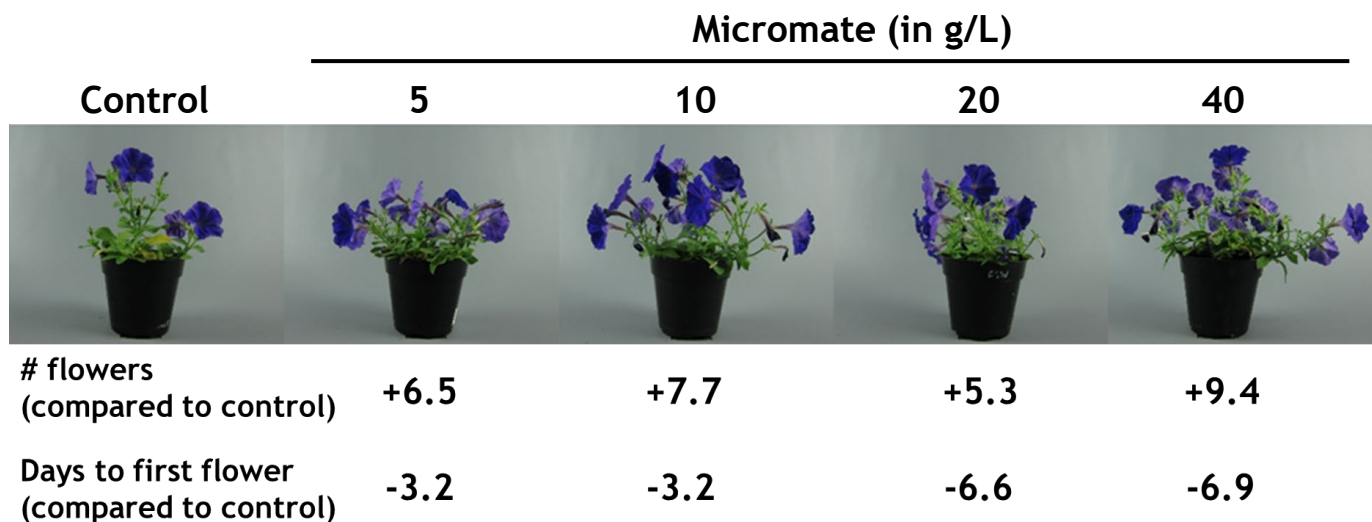 Micromate (in g/L)
Control 5 10 20 40
# flowers
(compared to control) +6.5 +7.7 +5.3 +9.4
Days to first flower
(compared to control) -3.2 -3.2 -6.6 -6.9